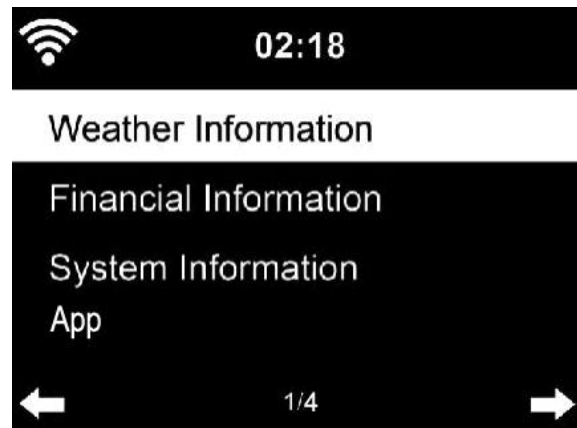 02:18
Weather Information
Financial Information
System Information
App
1/4